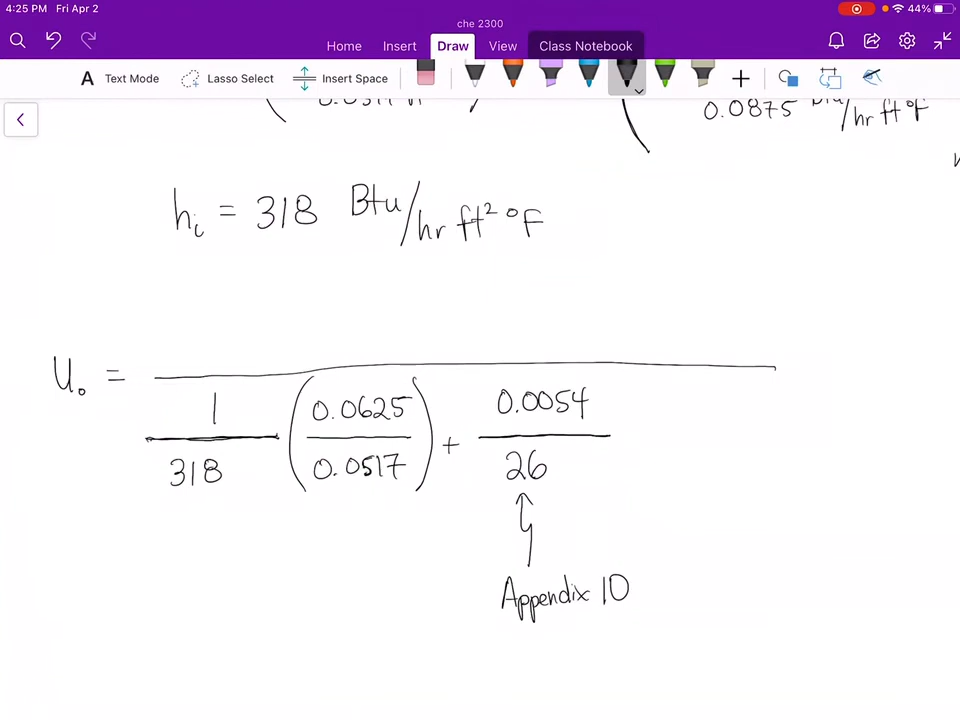 4:25 PM Fri Apr 2
44%
che 2300
Home Insert Draw View Class Notebook
A Text Mode Lasso Select Insert Space
0.0875 Btu/hr ft °F
hᵢ = 318 Btu/hr ft² °F
U₀ =
1 / 318 (0.0625 / 0.0517) + 0.0054 / 26
Appendix 10